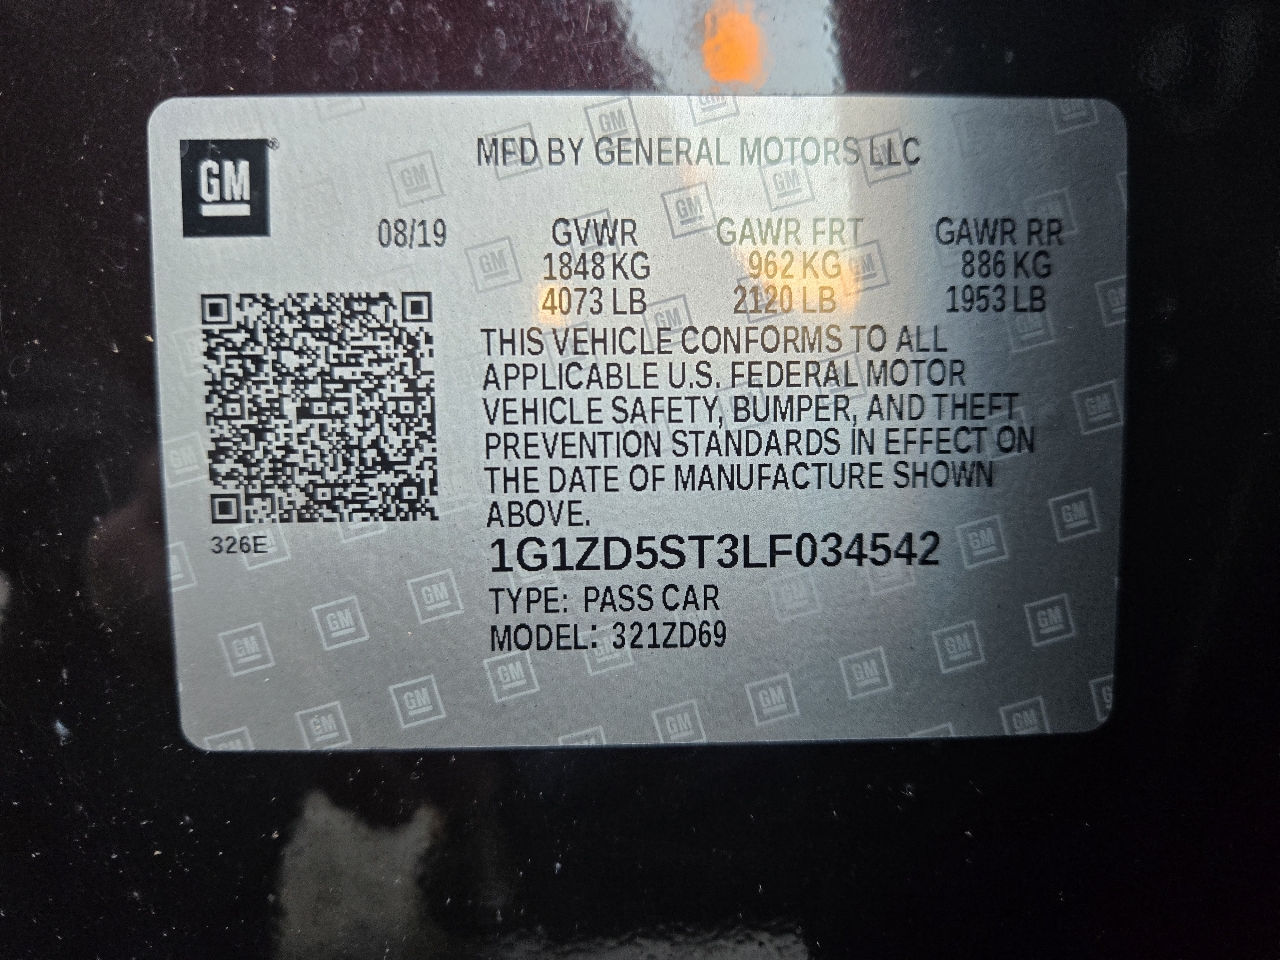 GM
MFD BY GENERAL MOTORS LLC
08/19 GVWR GAWR FRT GAWR RR
1848 KG 962 KG 886 KG
4073 LB 2120 LB 1953 LB
THIS VEHICLE CONFORMS TO ALL
APPLICABLE U.S. FEDERAL MOTOR
VEHICLE SAFETY, BUMPER, AND THEFT
PREVENTION STANDARDS IN EFFECT ON
THE DATE OF MANUFACTURE SHOWN
ABOVE.
326E
1G1ZD5ST3LF034542
TYPE: PASS CAR
MODEL: 321ZD69